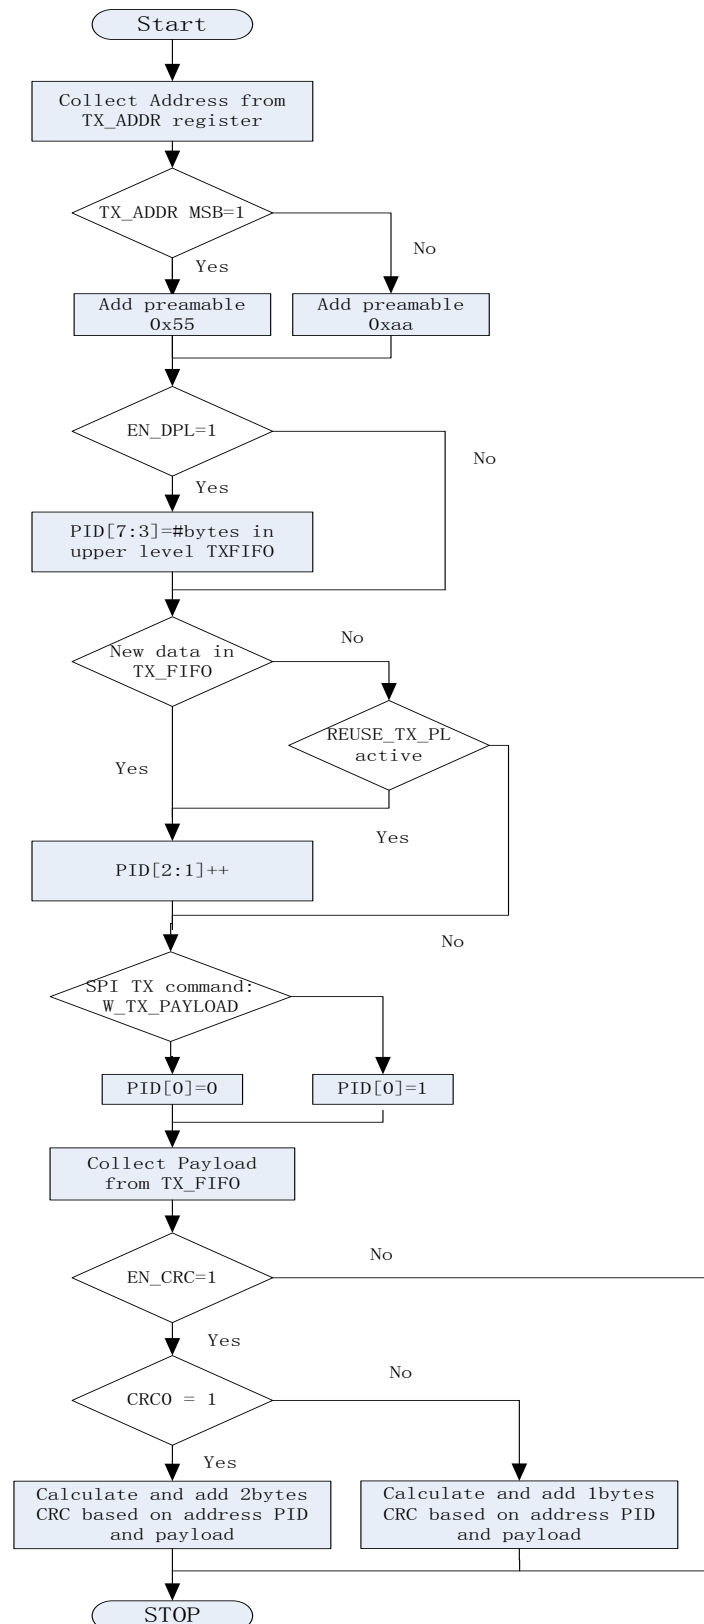 Start
Collect Address from
TX_ADDR register
TX_ADDR MSB=1
No
Yes
Add preamable
0x55
Add preamable
0xaa
EN_DPL=1
No
Yes
PID[7:3]=#bytes in
upper level TXFIFO
No
New data in
TX_FIFO
REUSE_TX_PL
active
Yes
Yes
PID[2:1]++
No
SPI TX command:
W_TX_PAYLOAD
PID[0]=0
PID[0]=1
Collect Payload
from TX_FIFO
No
EN_CRC=1
Yes
No
CRCO = 1
Yes
Calculate and add 2bytes
CRC based on address PID
and payload
Calculate and add 1bytes
CRC based on address PID
and payload
STOP